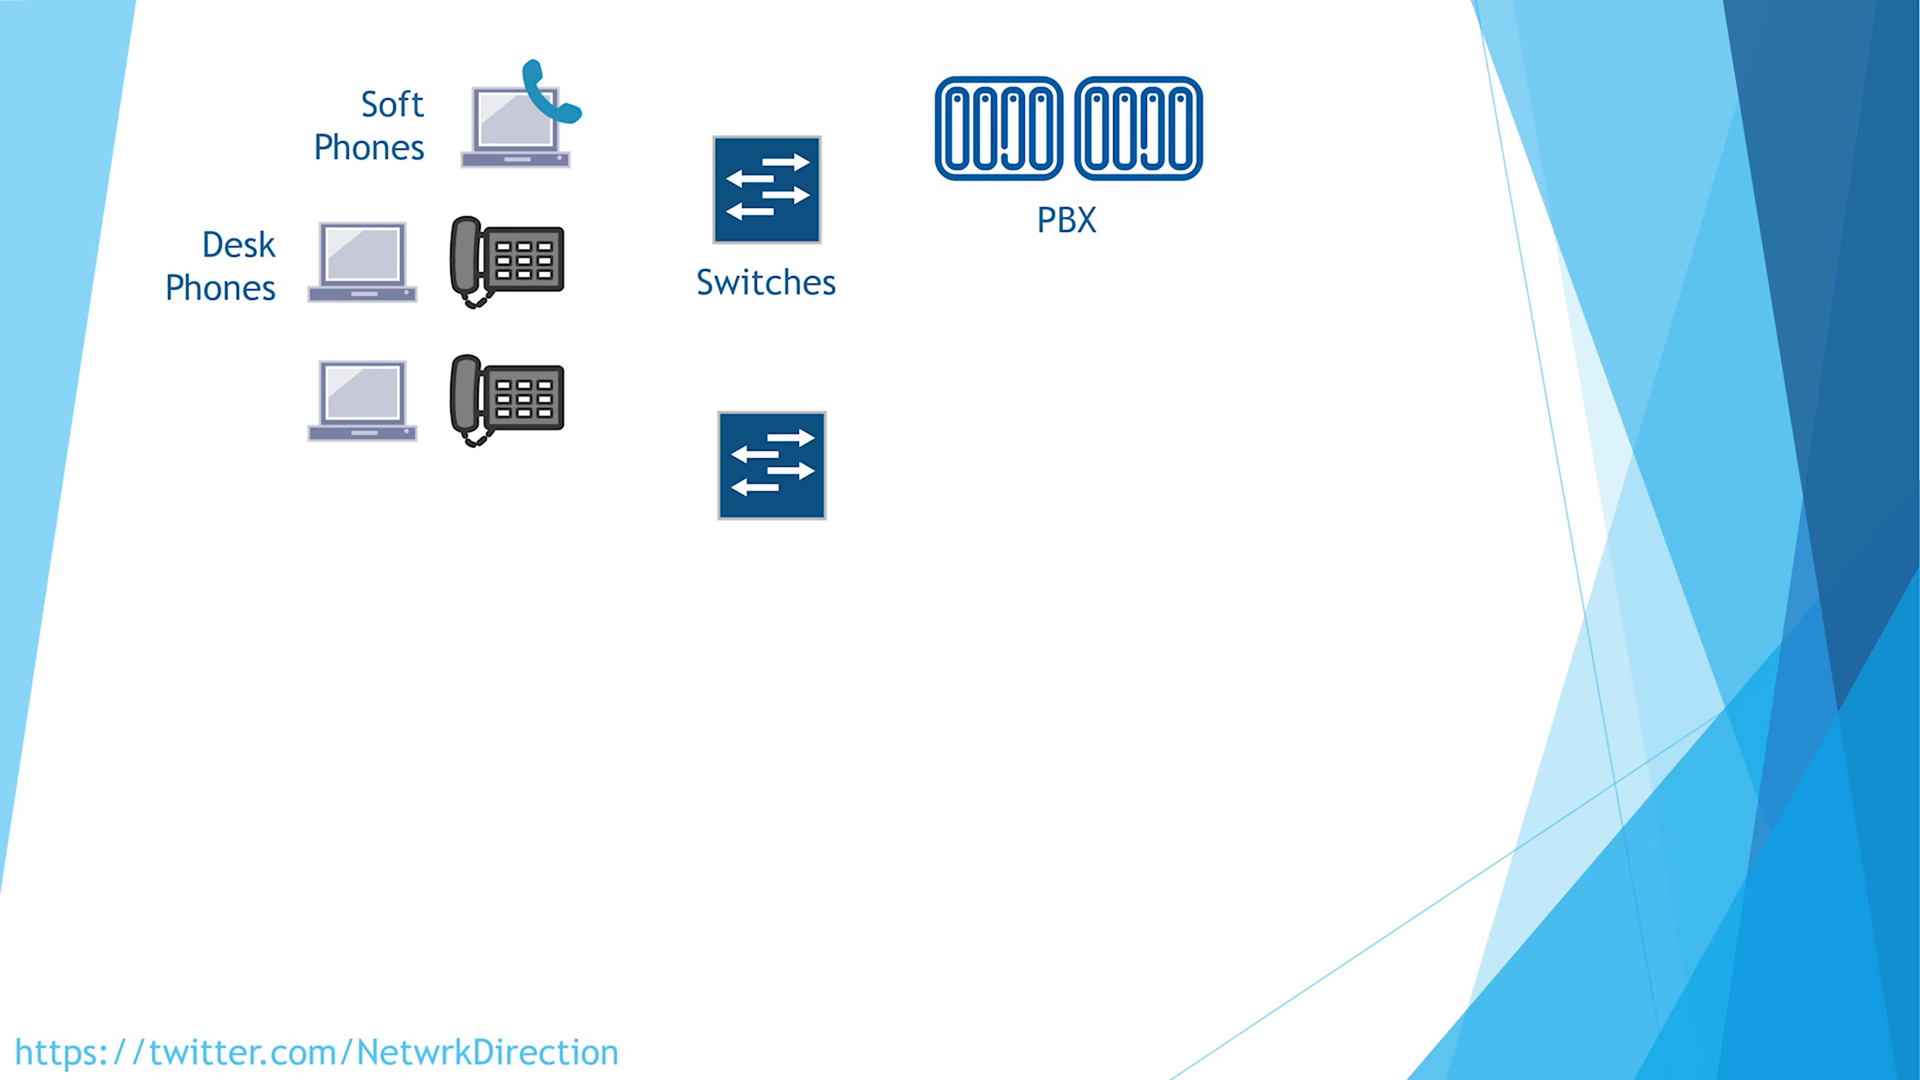 Soft
Phones
Desk
Phones
Switches
PBX
https://twitter.com/NetwrkDirection